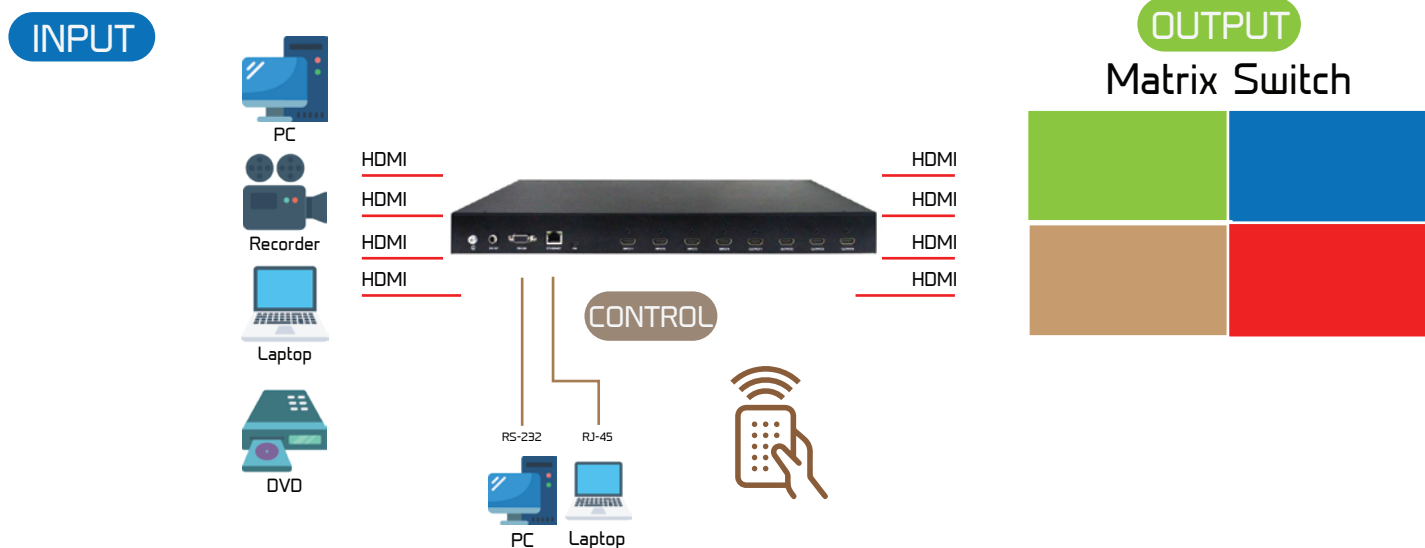 INPUT
OUTPUT
Matrix Switch
PC
Recorder
Laptop
DVD
HDMI
HDMI
HDMI
HDMI
HDMI
HDMI
HDMI
HDMI
CONTROL
RS-232
RJ-45
PC
Laptop